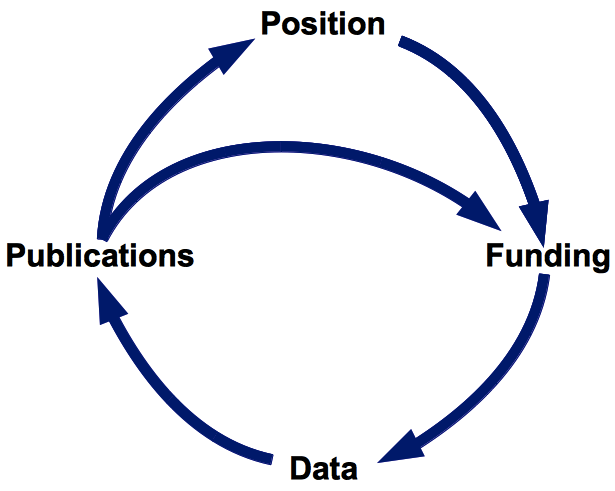 Position
Publications
Funding
Data